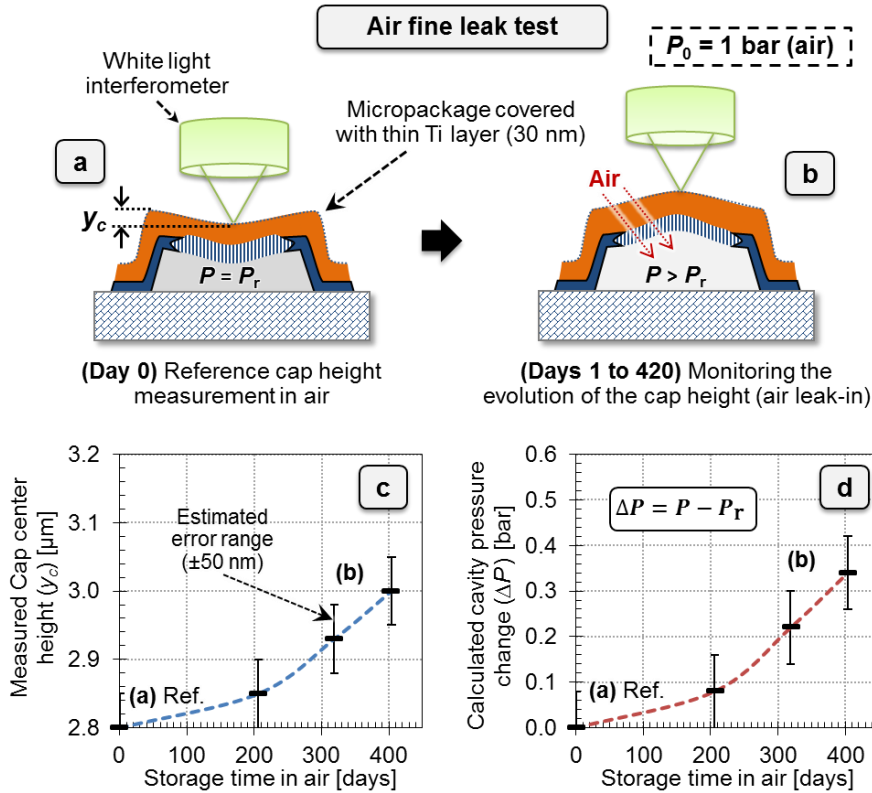 Air fine leak test
P0 = 1 bar (air)
White light
interferometer
Micropackage covered
with thin Ti layer (30 nm)
a
b
Air
yc
P = Pr
P > Pr
(Day 0) Reference cap height
measurement in air
(Days 1 to 420) Monitoring the
evolution of the cap height (air leak-in)
Measured Cap center
height (yc) [µm]
3.2
3.1
3.0
2.9
2.8
c
Estimated
error range
(±50 nm)
(b)
(a) Ref.
0 100 200 300 400
Storage time in air [days]
Calculated cavity pressure
change (ΔP) [bar]
0.6
0.5
0.4
0.3
0.2
0.1
0.0
d
ΔP = P − Pr
(b)
(a) Ref.
0 100 200 300 400
Storage time in air [days]